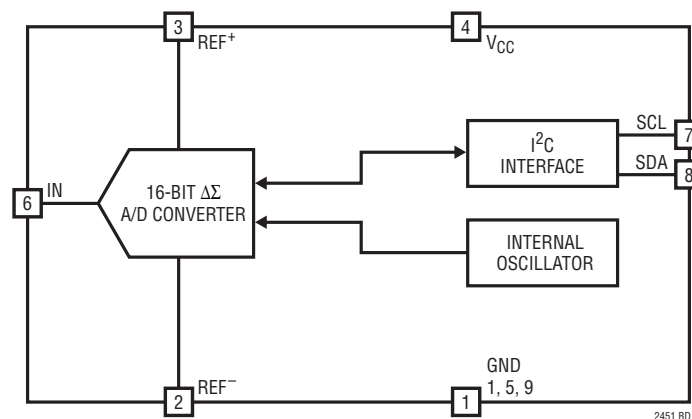 3
REF⁺
4
VCC
6
IN
16-BIT ΔΣ
A/D CONVERTER
I²C
INTERFACE
SCL
7
SDA
8
INTERNAL
OSCILLATOR
2
REF⁻
1
GND
1, 5, 9
2451 BD